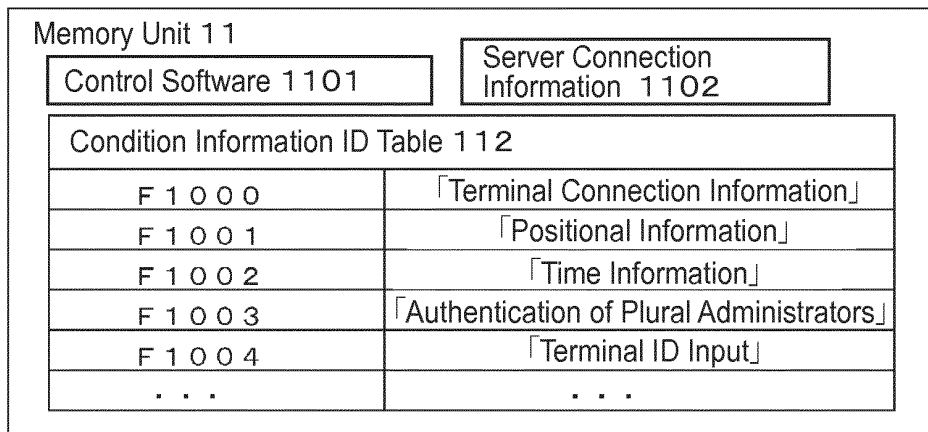 Memory Unit 11
Control Software 1101
Server Connection
Information 1102
Condition Information ID Table 112
F1000 「Terminal Connection Information」
F1001 「Positional Information」
F1002 「Time Information」
F1003 「Authentication of Plural Administrators」
F1004 「Terminal ID Input」
... ...